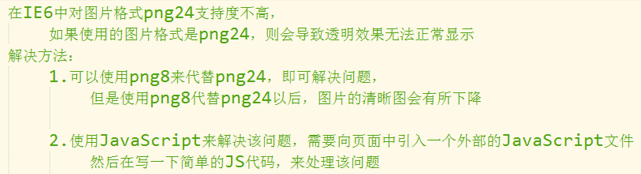 在IE6中对图片格式png24支持度不高，
如果使用的图片格式是png24，则会导致透明效果无法正常显示
解决方法：
1.可以使用png8来代替png24，即可解决问题，
但是使用png8代替png24以后，图片的清晰图会有所下降
2.使用JavaScript来解决该问题，需要向页面中引入一个外部的JavaScript文件
然后在写一下简单的JS代码，来处理该问题